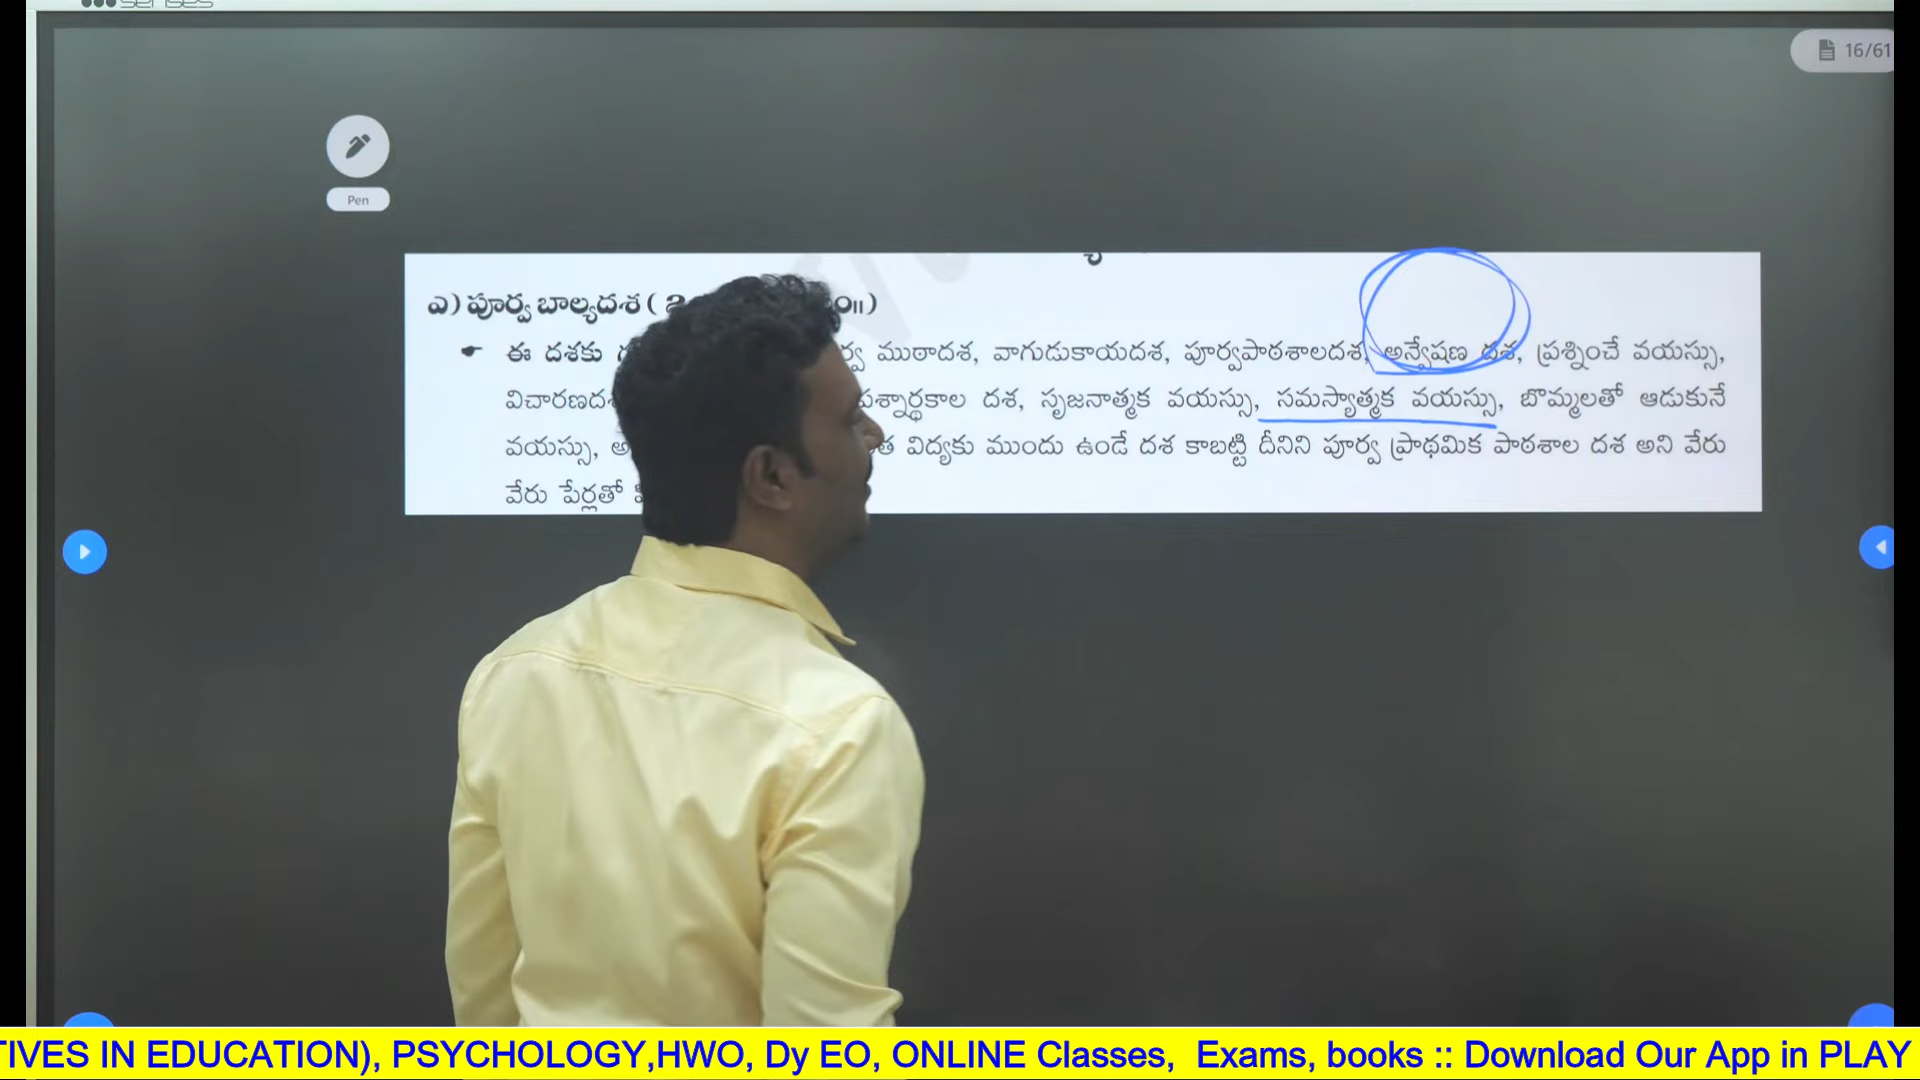 16/61
Pen
ఎ) పూర్వ బాల్యదశ (
ఈ దశకు ముఠాదశ, వాగుడుకాయదశ, పూర్వపాఠశాలదశ, అన్వేషణ దశ, ప్రశ్నించే వయస్సు,
దశ, సృజనాత్మక వయస్సు, సమస్యాత్మక వయస్సు, బొమ్మలతో ఆడుకునే
వయస్సు, విద్యకు ముందు ఉండే దశ కాబట్టి దీనిని పూర్వ ప్రాథమిక పాఠశాల దశ అని వేరు
వేరు పేర్లతో
TIVES IN EDUCATION), PSYCHOLOGY,HWO, Dy EO, ONLINE Classes, Exams, books :: Download Our App in PLAY